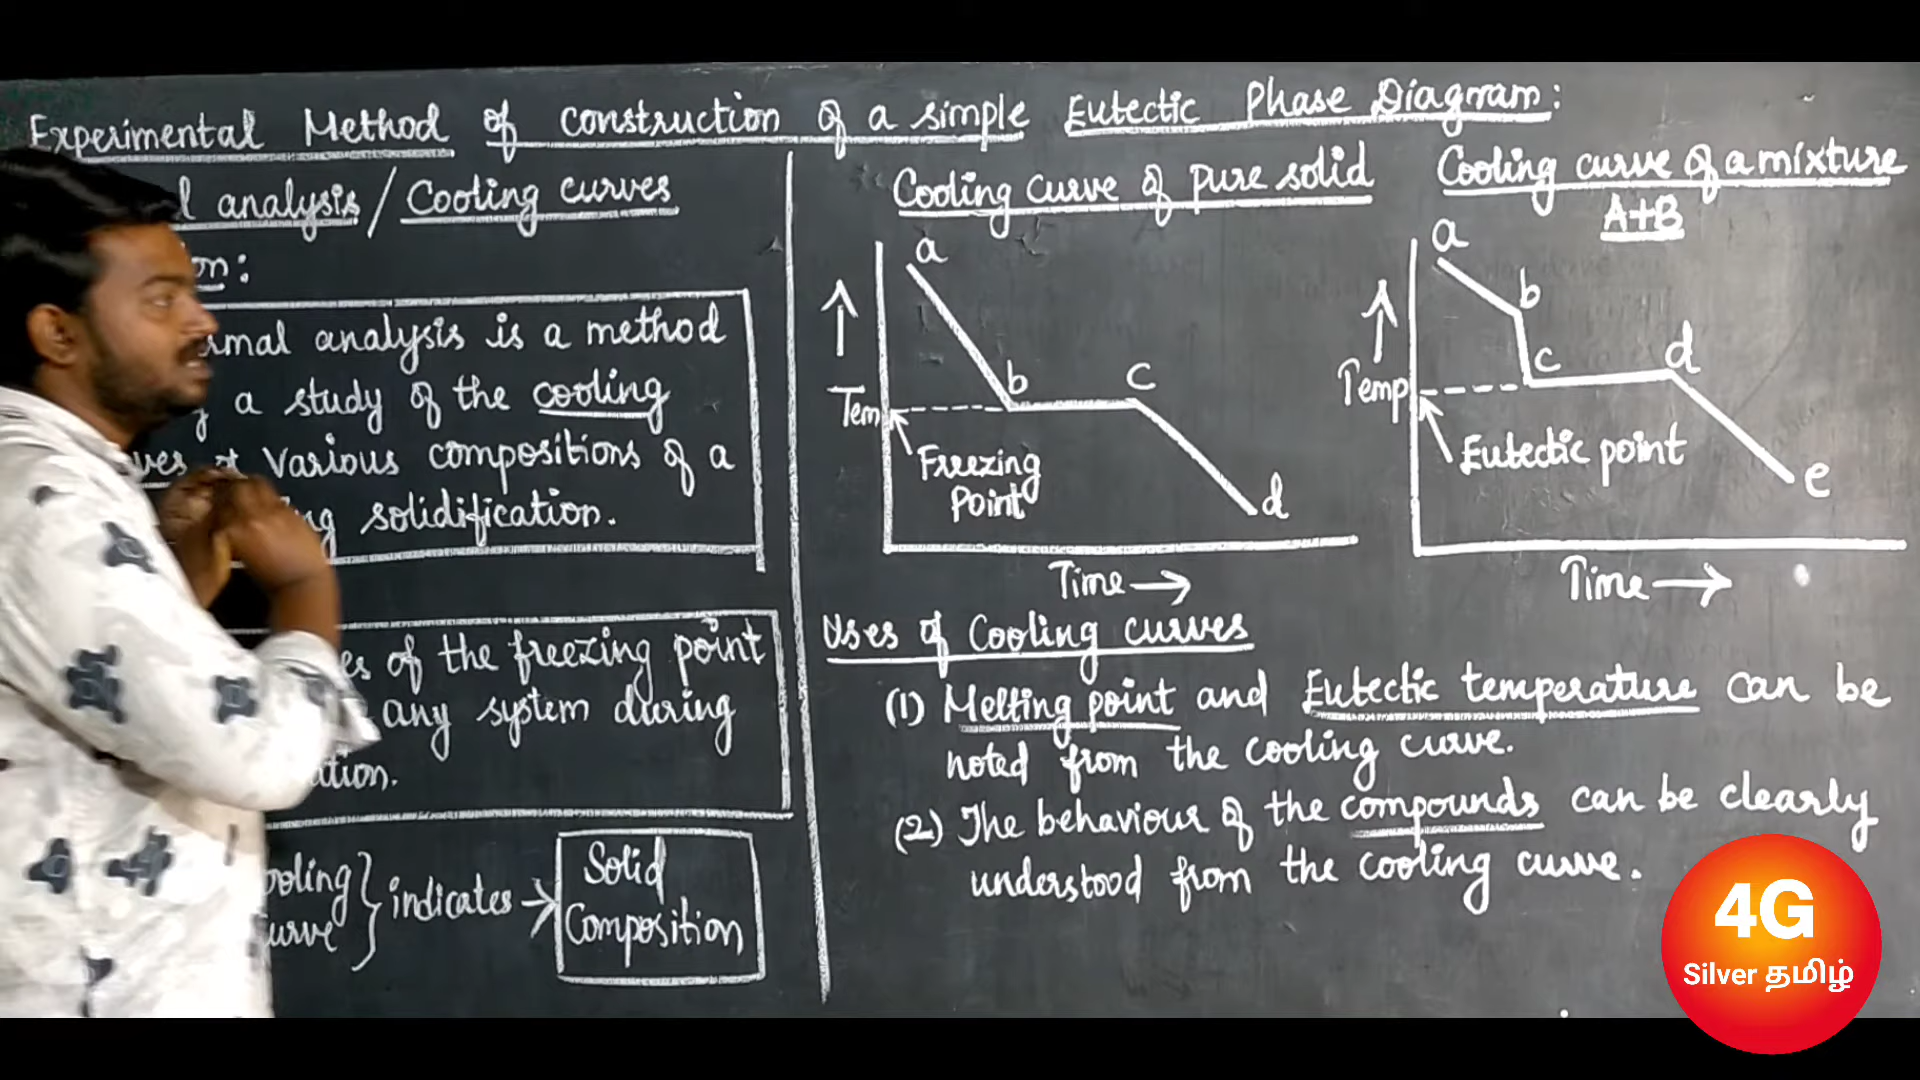 Experimental Method of construction of a simple Eutectic Phase Diagram:
analysis / Cooling curves
analysis is a method
a study of the cooling
various compositions of a
solidification.
of the freezing point
any system during
indicates →
Solid
Composition
Cooling curve of pure solid
a
b
c
d
Tem
Freezing
Point
Time →
Cooling curve of a mixture
A+B
a
b
c
d
e
Temp
Eutectic point
Time →
Uses of Cooling curves
(1) Melting point and Eutectic temperature can be
noted from the cooling curve.
(2) The behaviour of the compounds can be clearly
understood from the cooling curve.
4G
Silver தமிழ்